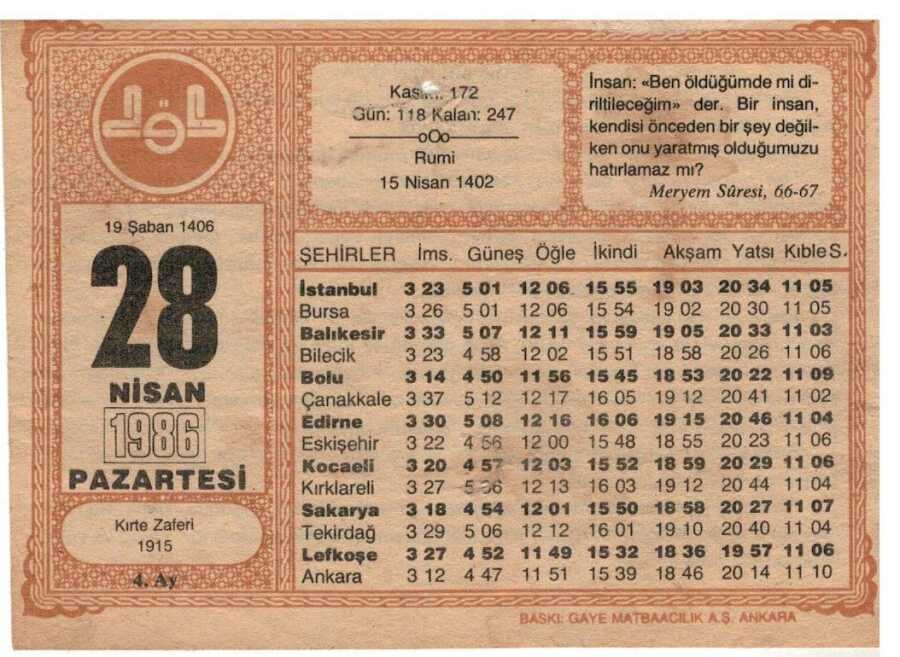 Kasım: 172
Gün: 118 Kalan: 247
oOo
Rumi
15 Nisan 1402
İnsan: «Ben öldüğümde mi di-
riltileceğim» der. Bir insan,
kendisi önceden bir şey değil-
ken onu yaratmış olduğumuzu
hatırlamaz mı?
Meryem Sûresi, 66-67
19 Şaban 1406
28
NİSAN
1986
PAZARTESİ
Kırte Zaferi
1915
4. Ay
ŞEHİRLER İms. Güneş Öğle İkindi Akşam Yatsı Kıble S.
İstanbul 3 23 5 01 12 06 15 55 19 03 20 34 11 05
Bursa 3 26 5 01 12 06 15 54 19 02 20 30 11 05
Balıkesir 3 33 5 07 12 11 15 59 19 05 20 33 11 03
Bilecik 3 23 4 58 12 02 15 51 18 58 20 26 11 06
Bolu 3 14 4 50 11 56 15 45 18 53 20 22 11 09
Çanakkale 3 37 5 12 12 17 16 05 19 12 20 41 11 02
Edirne 3 30 5 08 12 16 16 06 19 15 20 46 11 04
Eskişehir 3 22 4 56 12 00 15 48 18 55 20 23 11 06
Kocaeli 3 20 4 57 12 03 15 52 18 59 20 29 11 06
Kırklareli 3 27 5 06 12 13 16 03 19 12 20 44 11 04
Sakarya 3 18 4 54 12 01 15 50 18 58 20 27 11 07
Tekirdağ 3 29 5 06 12 12 16 01 19 10 20 40 11 04
Lefkoşe 3 27 4 52 11 49 15 32 18 36 19 57 11 06
Ankara 3 12 4 47 11 51 15 39 18 46 20 14 11 10
BASKI: GAYE MATBAACILIK A.Ş. ANKARA